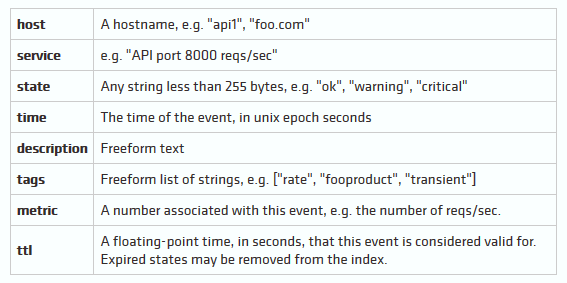 host A hostname, e.g. "api1", "foo.com"
service e.g. "API port 8000 reqs/sec"
state Any string less than 255 bytes, e.g. "ok", "warning", "critical"
time The time of the event, in unix epoch seconds
description Freeform text
tags Freeform list of strings, e.g. ["rate", "fooproduct", "transient"]
metric A number associated with this event, e.g. the number of reqs/sec.
ttl A floating-point time, in seconds, that this event is considered valid for.
Expired states may be removed from the index.